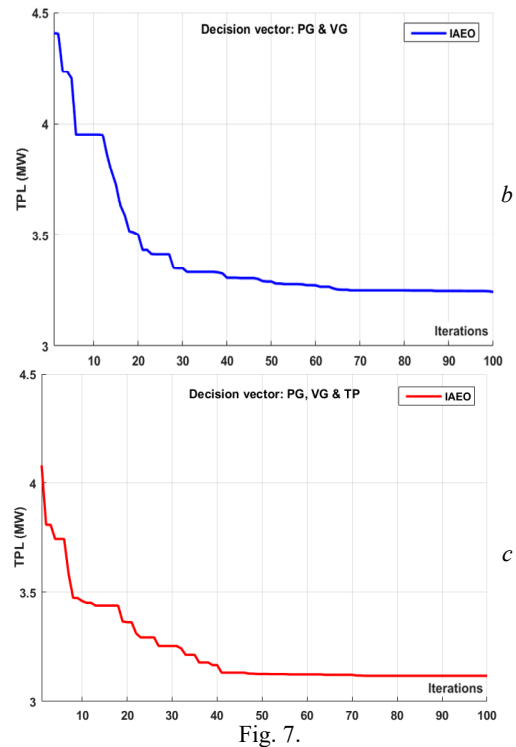 4.5
Decision vector: PG & VG
IAEO
4
TPL (MW)
b
3.5
Iterations
3
10 20 30 40 50 60 70 80 90 100
4.5
Decision vector: PG, VG & TP
IAEO
4
TPL (MW)
c
3.5
Iterations
3
10 20 30 40 50 60 70 80 90 100
Fig. 7.